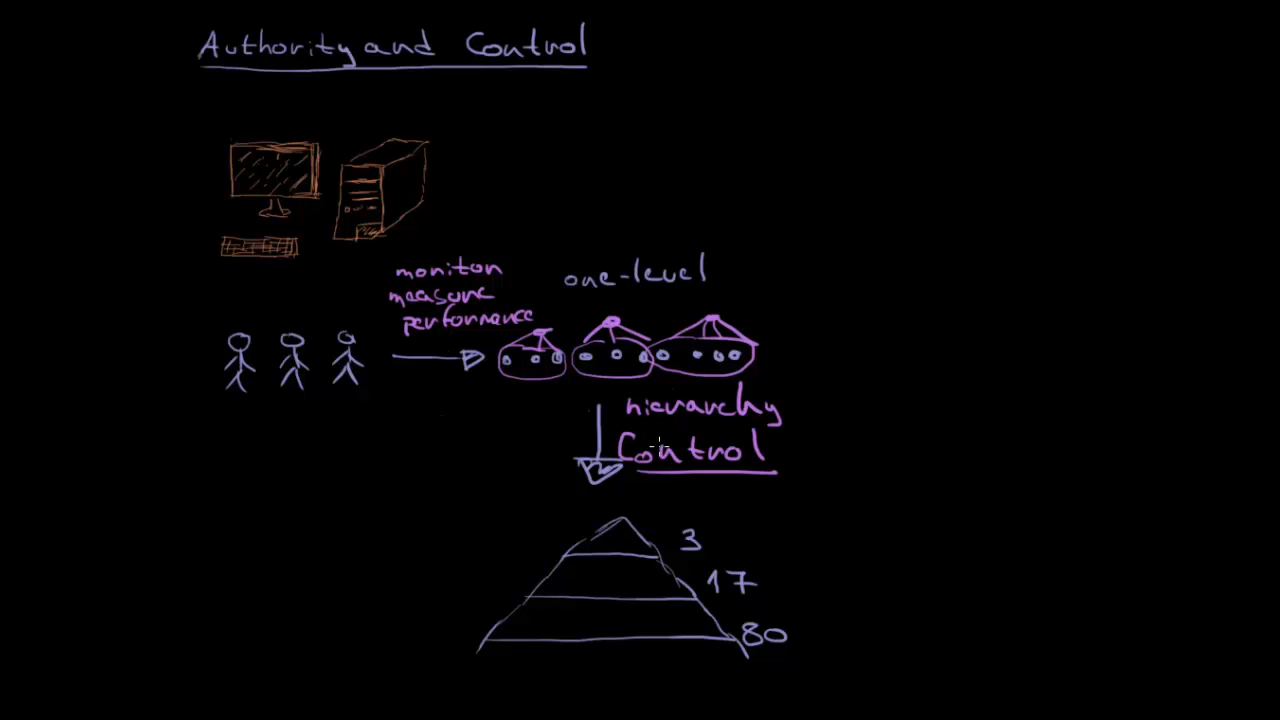 Authority and Control
monitor
measure
performance
one-level
hierarchy
Control
3
17
80